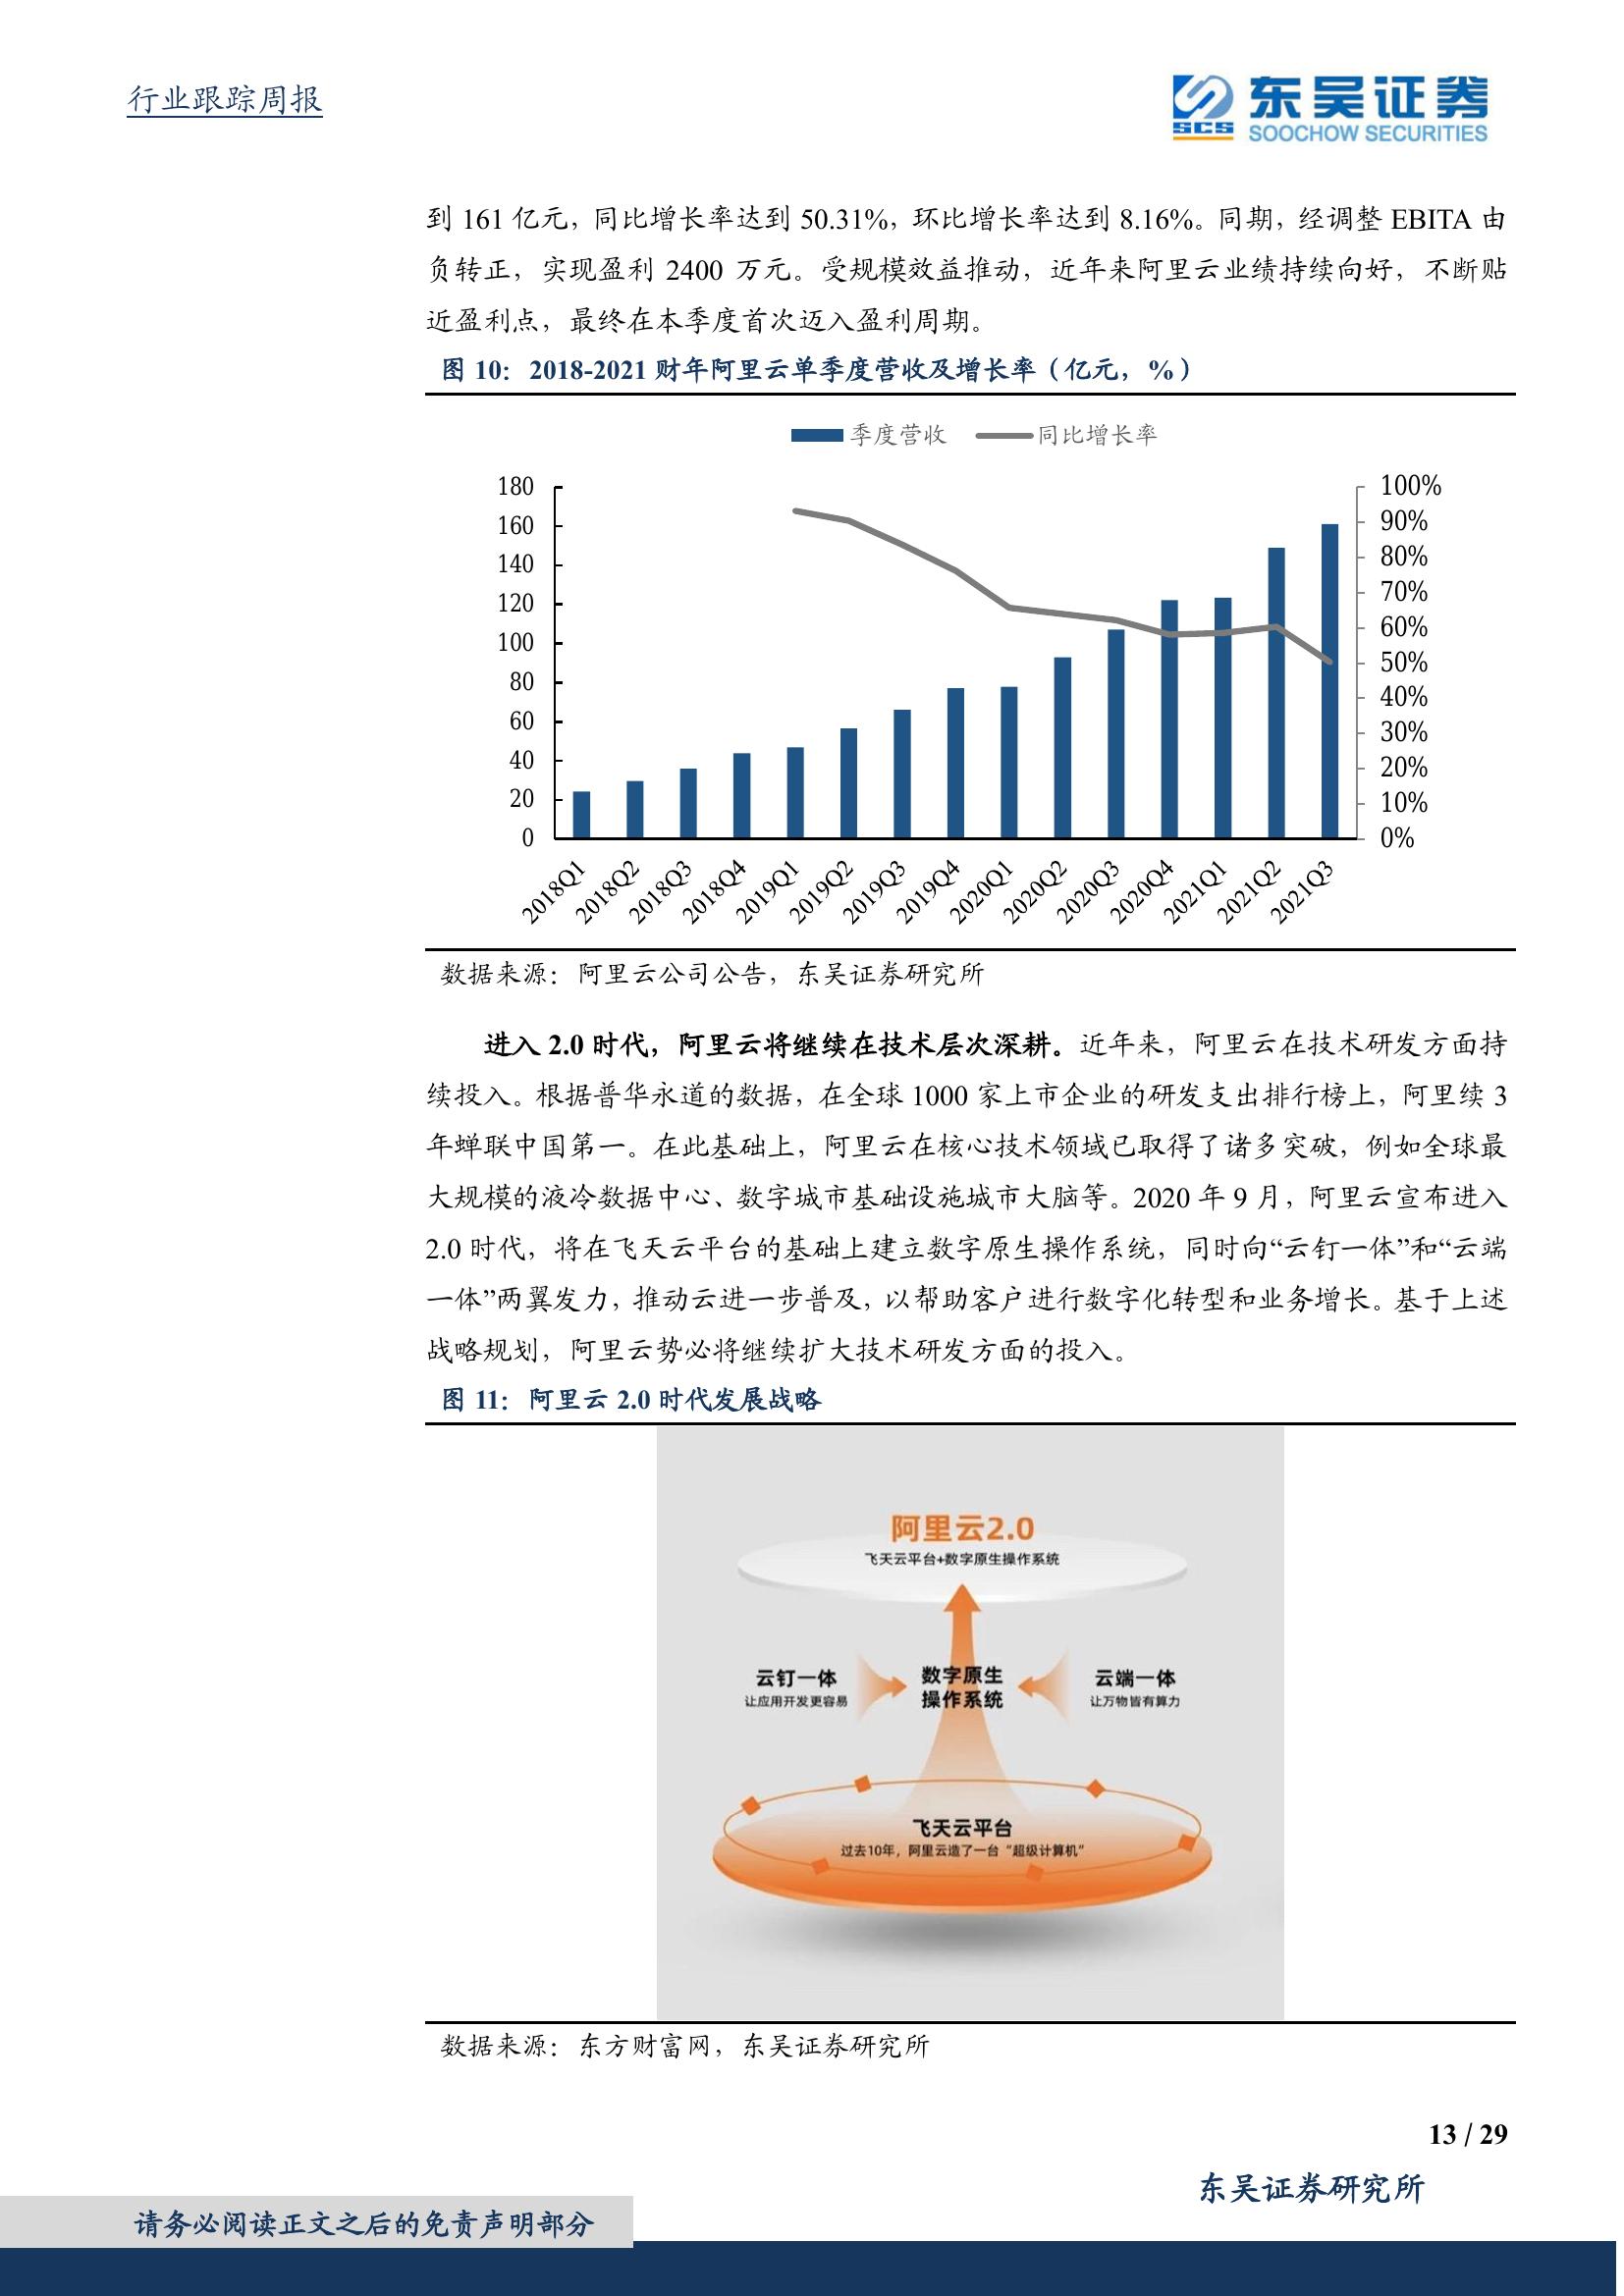 行业跟踪周报
东吴证券
SCS
SOOCHOW SECURITIES
到 161 亿元，同比增长率达到 50.31%，环比增长率达到 8.16%。同期，经调整 EBITA 由
负转正，实现盈利 2400 万元。受规模效益推动，近年来阿里云业绩持续向好，不断贴
近盈利点，最终在本季度首次迈入盈利周期。
图 10：2018-2021 财年阿里云单季度营收及增长率（亿元，%）
季度营收 同比增长率
180
160
140
120
100
80
60
40
20
0
100%
90%
80%
70%
60%
50%
40%
30%
20%
10%
0%
2018Q1 2018Q2 2018Q3 2018Q4 2019Q1 2019Q2 2019Q3 2019Q4 2020Q1 2020Q2 2020Q3 2020Q4 2021Q1 2021Q2 2021Q3
数据来源：阿里云公司公告，东吴证券研究所
进入 2.0 时代，阿里云将继续在技术层次深耕。近年来，阿里云在技术研发方面持
续投入。根据普华永道的数据，在全球 1000 家上市企业的研发支出排行榜上，阿里续 3
年蝉联中国第一。在此基础上，阿里云在核心技术领域已取得了诸多突破，例如全球最
大规模的液冷数据中心、数字城市基础设施城市大脑等。2020 年 9 月，阿里云宣布进入
2.0 时代，将在飞天云平台的基础上建立数字原生操作系统，同时向“云钉一体”和“云端
一体”两翼发力，推动云进一步普及，以帮助客户进行数字化转型和业务增长。基于上述
战略规划，阿里云势必将继续扩大技术研发方面的投入。
图 11：阿里云 2.0 时代发展战略
阿里云2.0
飞天云平台+数字原生操作系统
云钉一体
让应用开发更容易
数字原生
操作系统
云端一体
让万物皆有算力
飞天云平台
过去10年，阿里云造了一台“超级计算机”
数据来源：东方财富网，东吴证券研究所
13 / 29
东吴证券研究所
请务必阅读正文之后的免责声明部分